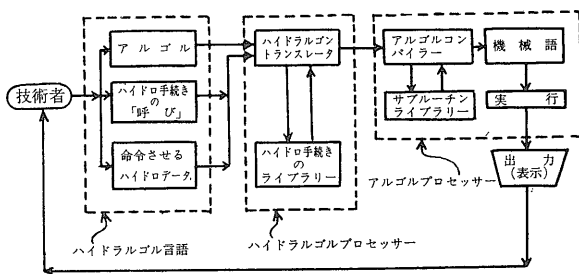 技術者
アルゴル
ハイドロ手続きの
「呼び」
命令させる
ハイドロデータ.
ハイドラルゴル言語
ハイドラルゴン
トランスレータ
ハイドロ手続きの
ライブラリー
ハイドラルゴルプロセッサー
アルゴルコン
パイラー
サブルーチン
ライブラリー
機械語
実行
アルゴルプロセッサー
出力
(表示)